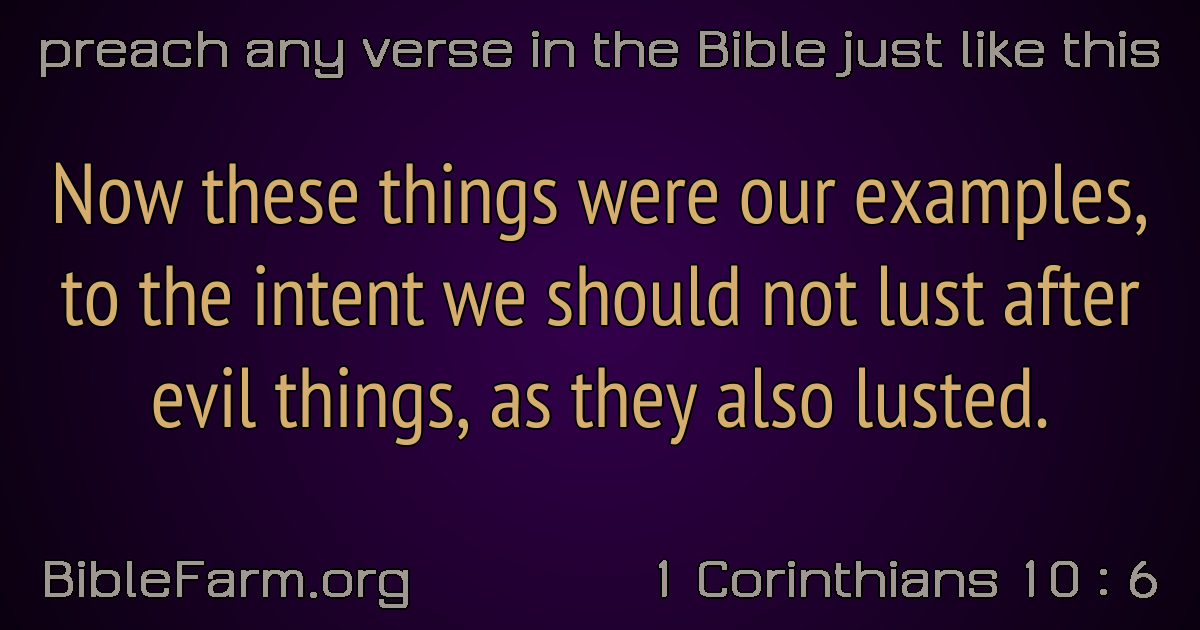 preach any verse in the Bible just like this
Now these things were our examples,
to the intent we should not lust after
evil things, as they also lusted.
BibleFarm.org
1 Corinthians 10 : 6